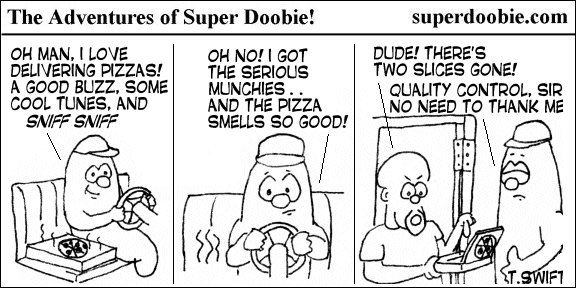 The Adventures of Super Doobie!
superdoobie.com
OH MAN, I LOVE
DELIVERING PIZZAS!
A GOOD BUZZ, SOME
COOL TUNES, AND
SNIFF SNIFF
OH NO! I GOT
THE SERIOUS
MUNCHIES . .
AND THE PIZZA
SMELLS SO GOOD!
DUDE! THERE'S
TWO SLICES GONE!
QUALITY CONTROL, SIR
NO NEED TO THANK ME
T.SWIFT